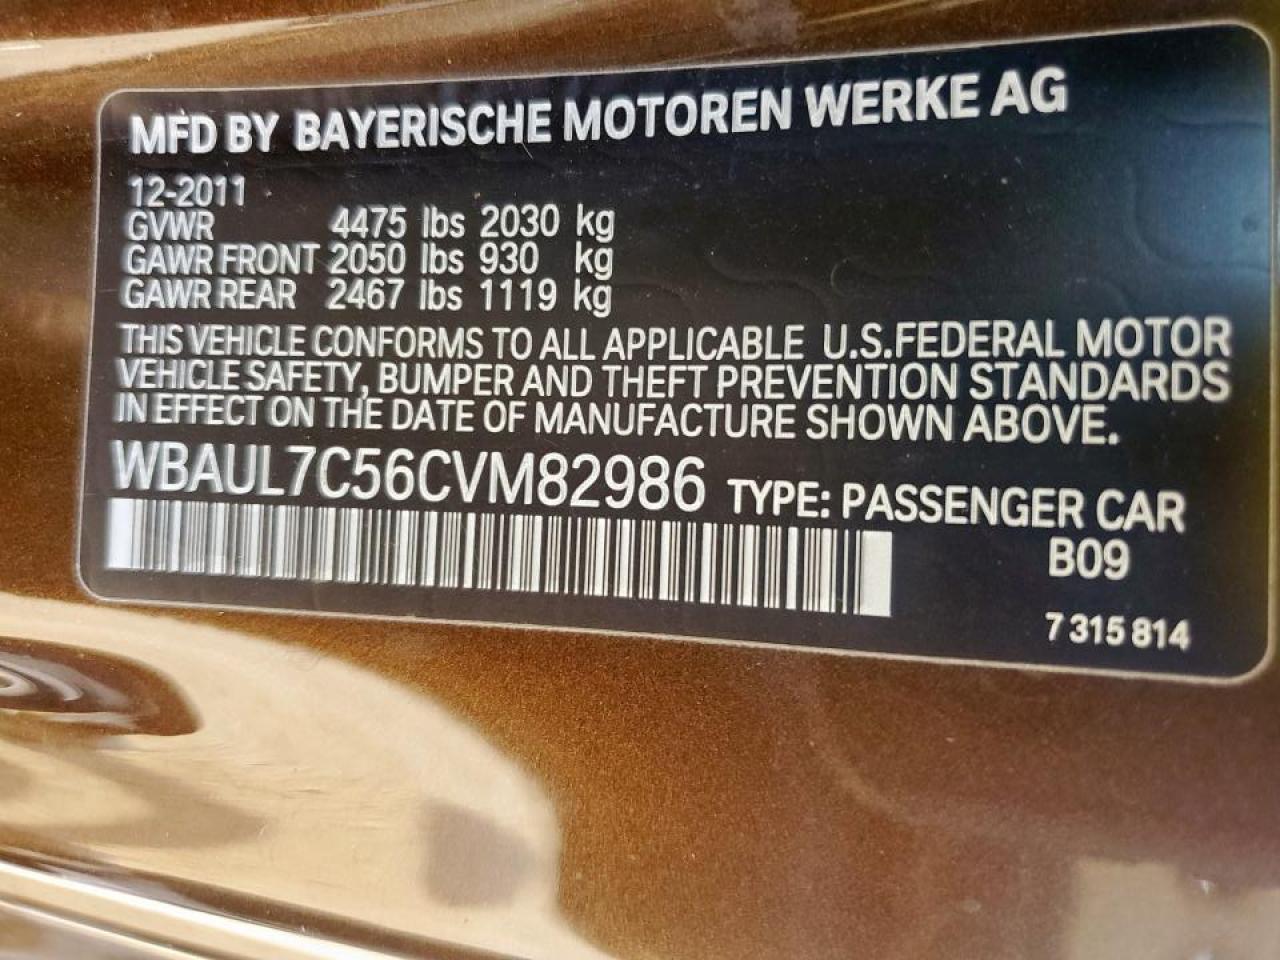 MFD BY BAYERISCHE MOTOREN WERKE AG
12-2011
GVWR 4475 lbs 2030 kg
GAWR FRONT 2050 lbs 930 kg
GAWR REAR 2467 lbs 1119 kg
THIS VEHICLE CONFORMS TO ALL APPLICABLE U.S.FEDERAL MOTOR
VEHICLE SAFETY, BUMPER AND THEFT PREVENTION STANDARDS
IN EFFECT ON THE DATE OF MANUFACTURE SHOWN ABOVE.
WBAUL7C56CVM82986 TYPE: PASSENGER CAR
B09
7 315 814